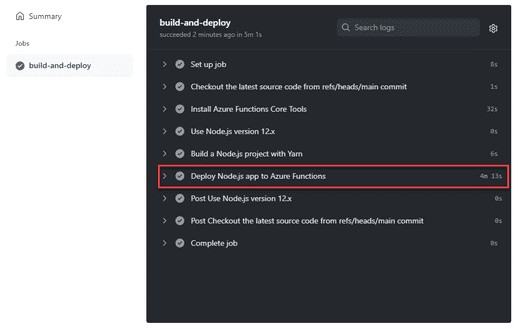 Summary
Jobs
build-and-deploy
build-and-deploy
succeeded 2 minutes ago in 5m 1s
Search logs
Set up job 8s
Checkout the latest source code from refs/heads/main commit 1s
Install Azure Functions Core Tools 32s
Use Node.js version 12.x 0s
Build a Node.js project with Yarn 6s
Deploy Node.js app to Azure Functions 4m 13s
Post Use Node.js version 12.x 0s
Post Checkout the latest source code from refs/heads/main commit 0s
Complete job 0s